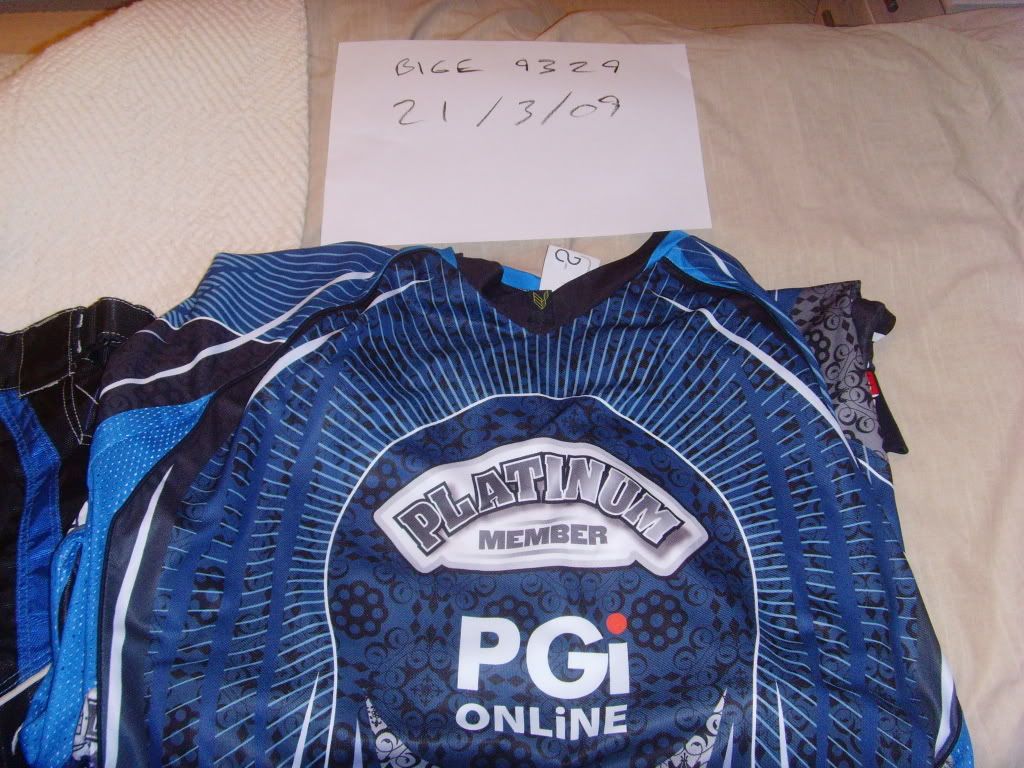 BIGE 9329
21/3/09
PLATINUM
MEMBER
PGi
ONLiNE